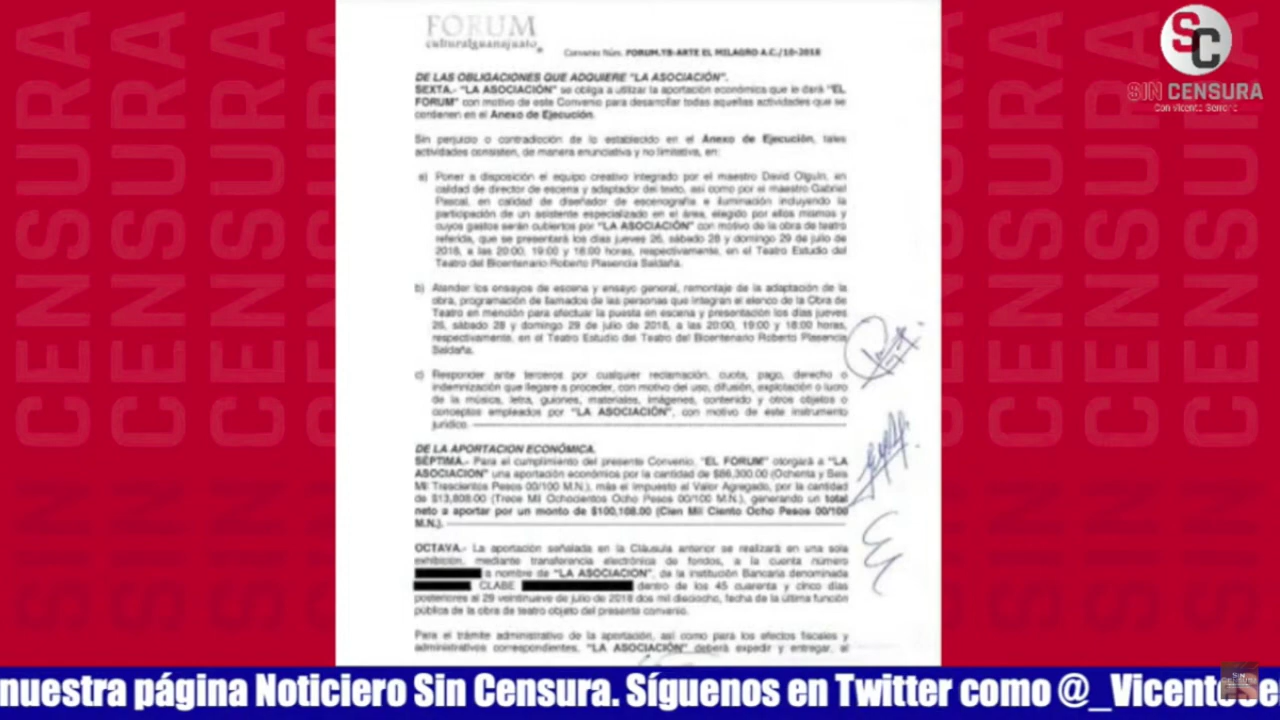 FORUM
culturalguanajuato
Convenio Núm. FORUM.TB-ARTE EL MILAGRO A.C./10-2018
SC
SIN CENSURA
Con Vicente Serrano
DE LAS OBLIGACIONES QUE ADQUIERE "LA ASOCIACIÓN".
SEXTA.- "LA ASOCIACIÓN" se obliga a utilizar la aportación económica que le dará "EL
FORUM" con motivo de este Convenio para desarrollar todas aquellas actividades que se
contienen en el Anexo de Ejecución.
Sin perjuicio o contradicción de lo establecido en el Anexo de Ejecución, tales
actividades consisten, de manera enunciativa y no limitativa, en:
a) Poner a disposición el equipo creativo integrado por el maestro David Olguín, en
calidad de director de escena y adaptador del texto, así como por el maestro Gabriel
Pascal, en calidad de diseñador de escenografía e iluminación incluyendo la
participación de un asistente especializado en el área, elegido por ellos mismos y
cuyos gastos serán cubiertos por "LA ASOCIACIÓN" con motivo de la obra de teatro
referida, que se presentará los días jueves 26, sábado 28 y domingo 29 de julio de
2018, a las 20:00, 19:00 y 18:00 horas, respectivamente, en el Teatro Estudio del
Teatro del Bicentenario Roberto Plasencia Saldaña.
b) Atender los ensayos de escena y ensayo general, remontaje de la adaptación de la
obra, programación de llamados de las personas que integran el elenco de la Obra
de Teatro en mención para efectuar la puesta en escena y presentación los días jueves
26, sábado 28 y domingo 29 de julio de 2018, a las 20:00, 19:00 y 18:00 horas,
respectivamente, en el Teatro Estudio del Teatro del Bicentenario Roberto Plasencia
Saldaña.
c) Responder ante terceros por cualquier reclamación, cuota, pago, derecho o
indemnización que llegare a proceder, con motivo del uso, difusión, explotación o lucro
de la música, letra, guiones, materiales, imágenes, contenido y otros objetos o
conceptos empleados por "LA ASOCIACIÓN", con motivo de este instrumento
jurídico.
DE LA APORTACION ECONÓMICA.
SÉPTIMA.- Para el cumplimiento del presente Convenio, "EL FORUM" otorgará a "LA
ASOCIACIÓN" una aportación económica por la cantidad de $86,300.00 (Ochenta y Seis
Mil Trescientos Pesos 00/100 M.N.), más el Impuesto al Valor Agregado, por la cantidad
de $13,808.00 (Trece Mil Ochocientos Ocho Pesos 00/100 M.N.), generando un total
neto a aportar por un monto de $100,108.00 (Cien Mil Ciento Ocho Pesos 00/100
M.N.).
OCTAVA.- La aportación señalada en la Cláusula anterior se realizará en una sola
exhibición, mediante transferencia electrónica de fondos, a la cuenta número
a nombre de "LA ASOCIACIÓN", de la institución Bancaria denominada
CLABE dentro de los 45 cuarenta y cinco días
posteriores al 29 veintinueve de julio de 2018 dos mil dieciocho, fecha de la última función
pública de la obra de teatro objeto del presente convenio.
Para el trámite administrativo de la aportación, así como para los efectos fiscales y
administrativos correspondientes, "LA ASOCIACIÓN" deberá expedir y entregar, al
SIN CENSURA
SIN CENSURA
SIN CENSURA
SIN CENSURA
SIN CENSURA
SIN CENSURA
nuestra página Noticiero Sin Censura. Síguenos en Twitter como @_VicenteSe